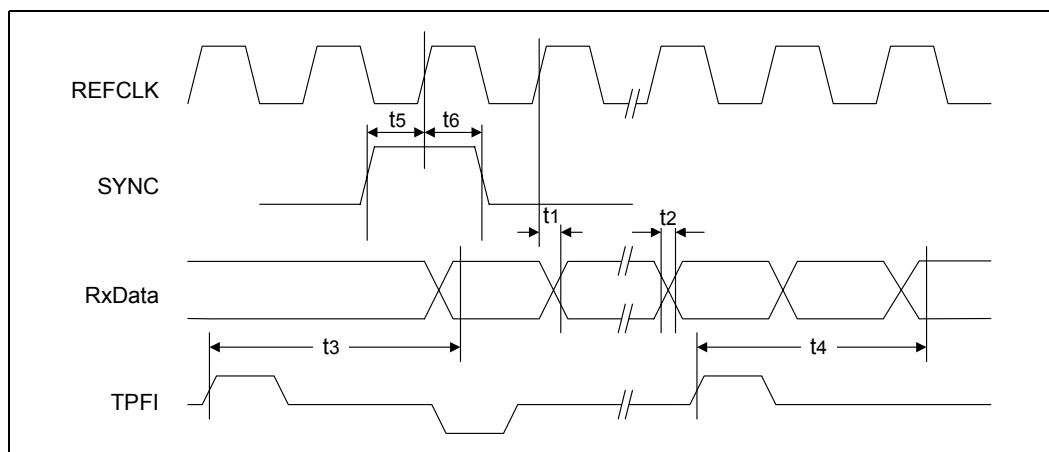 REFCLK
t5 t6
SYNC
t1 t2
RxData
t3 t4
TPFI